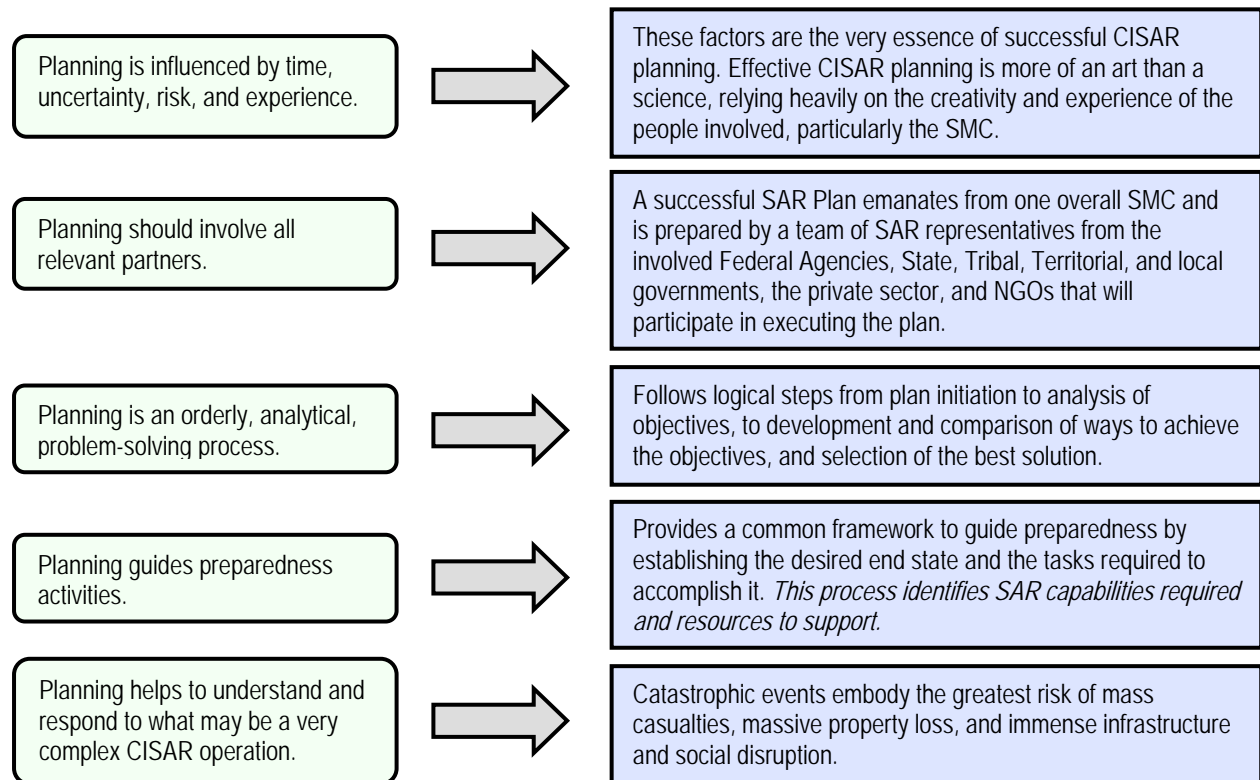 Planning is influenced by time,
uncertainty, risk, and experience.
These factors are the very essence of successful CISAR
planning. Effective CISAR planning is more of an art than a
science, relying heavily on the creativity and experience of the
people involved, particularly the SMC.
Planning should involve all
relevant partners.
A successful SAR Plan emanates from one overall SMC and
is prepared by a team of SAR representatives from the
involved Federal Agencies, State, Tribal, Territorial, and local
governments, the private sector, and NGOs that will
participate in executing the plan.
Planning is an orderly, analytical,
problem-solving process.
Follows logical steps from plan initiation to analysis of
objectives, to development and comparison of ways to achieve
the objectives, and selection of the best solution.
Planning guides preparedness
activities.
Provides a common framework to guide preparedness by
establishing the desired end state and the tasks required to
accomplish it. This process identifies SAR capabilities required
and resources to support.
Planning helps to understand and
respond to what may be a very
complex CISAR operation.
Catastrophic events embody the greatest risk of mass
casualties, massive property loss, and immense infrastructure
and social disruption.